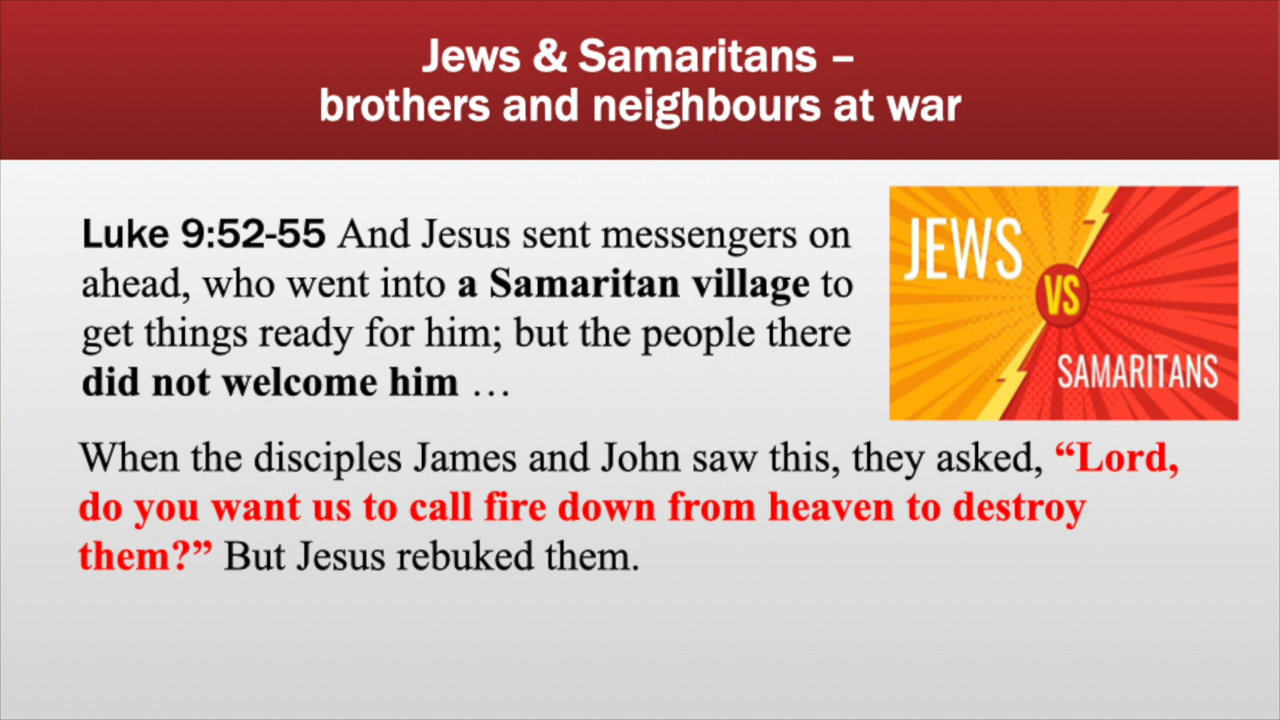 Jews & Samaritans –
brothers and neighbours at war
Luke 9:52-55 And Jesus sent messengers on
ahead, who went into a Samaritan village to
get things ready for him; but the people there
did not welcome him …
JEWS
VS
SAMARITANS
When the disciples James and John saw this, they asked, “Lord,
do you want us to call fire down from heaven to destroy
them?” But Jesus rebuked them.